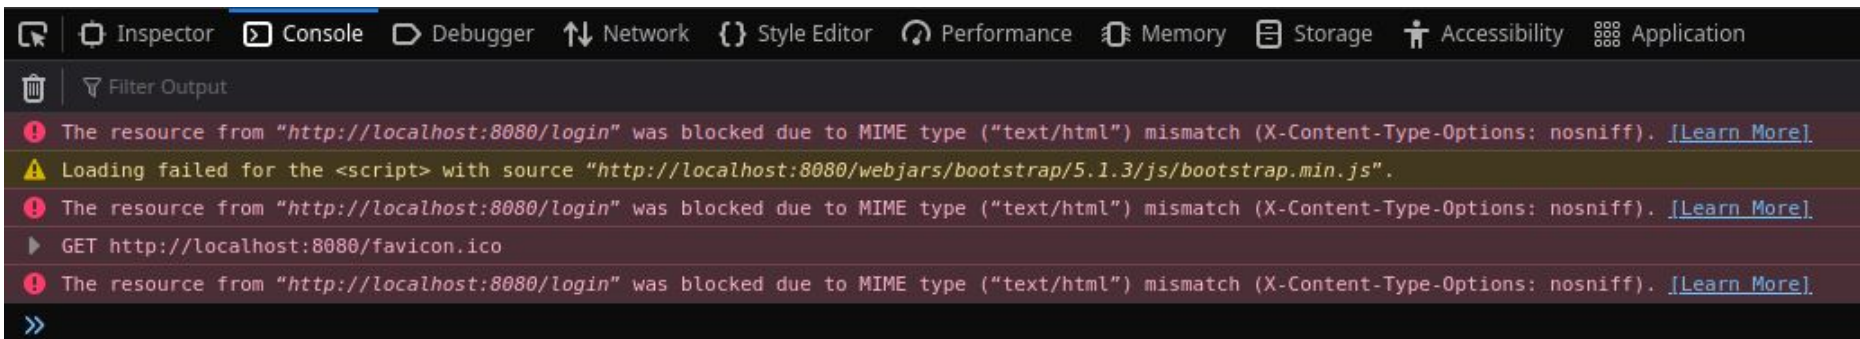 Inspector Console Debugger Network Style Editor Performance Memory Storage Accessibility Application
Filter Output
The resource from “http://localhost:8080/login” was blocked due to MIME type (“text/html”) mismatch (X-Content-Type-Options: nosniff). [Learn More]
Loading failed for the <script> with source “http://localhost:8080/webjars/bootstrap/5.1.3/js/bootstrap.min.js”.
The resource from “http://localhost:8080/login” was blocked due to MIME type (“text/html”) mismatch (X-Content-Type-Options: nosniff). [Learn More]
GET http://localhost:8080/favicon.ico
The resource from “http://localhost:8080/login” was blocked due to MIME type (“text/html”) mismatch (X-Content-Type-Options: nosniff). [Learn More]